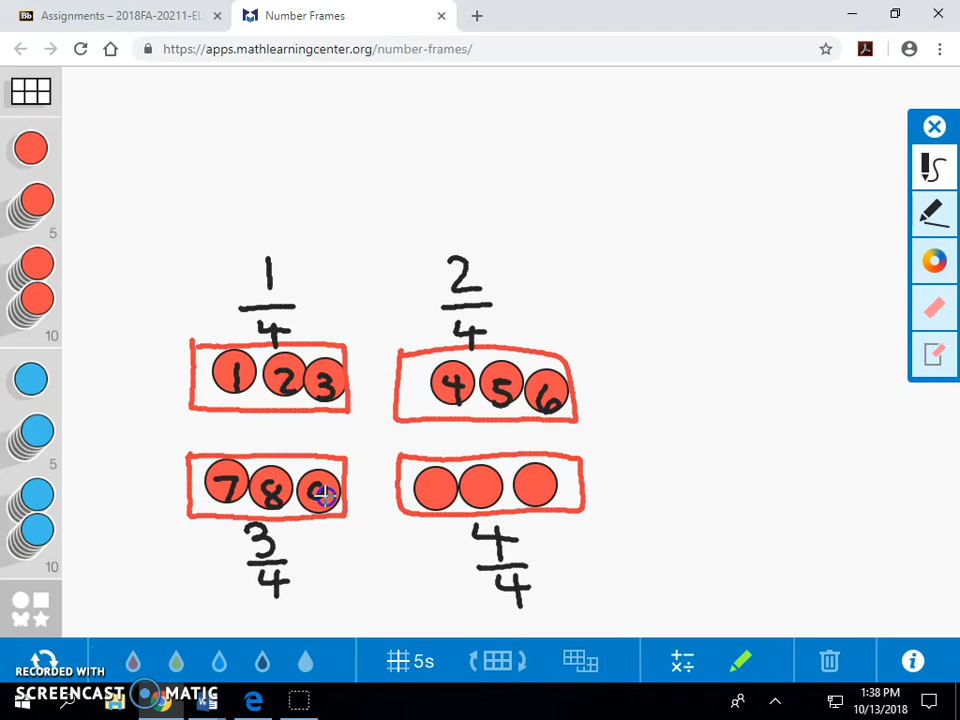 Assignments – 2018FA-20211-EL
Number Frames
https://apps.mathlearningcenter.org/number-frames/
5
10
5
10
1/4
2/4
1 2 3
4 5 6
7 8 9
3/4
4/4
5s
RECORDED WITH
SCREENCAST MATIC
1:38 PM
10/13/2018